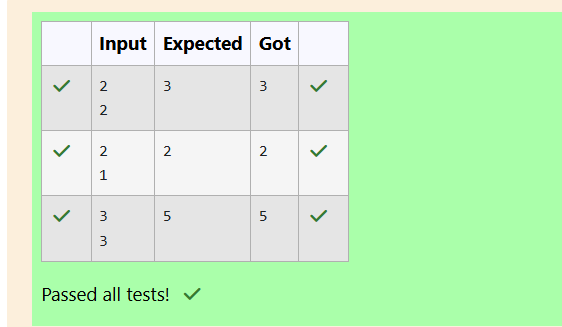 Input Expected Got
2 3 3
2
2 2 2
1
3 5 5
3
Passed all tests!